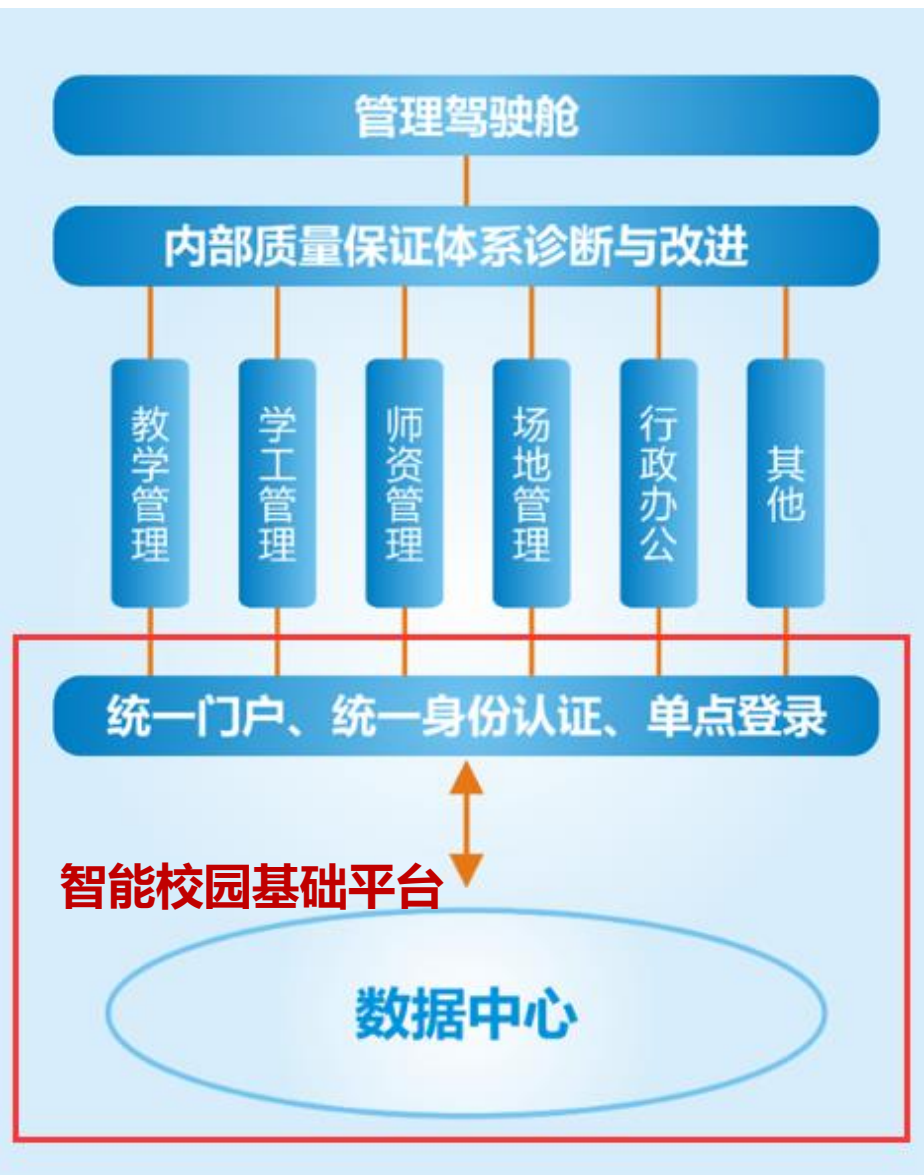 管理驾驶舱
内部质量保证体系诊断与改进
教学管理
学工管理
师资管理
场地管理
行政办公
其他
统一门户、统一身份认证、单点登录
智能校园基础平台
数据中心